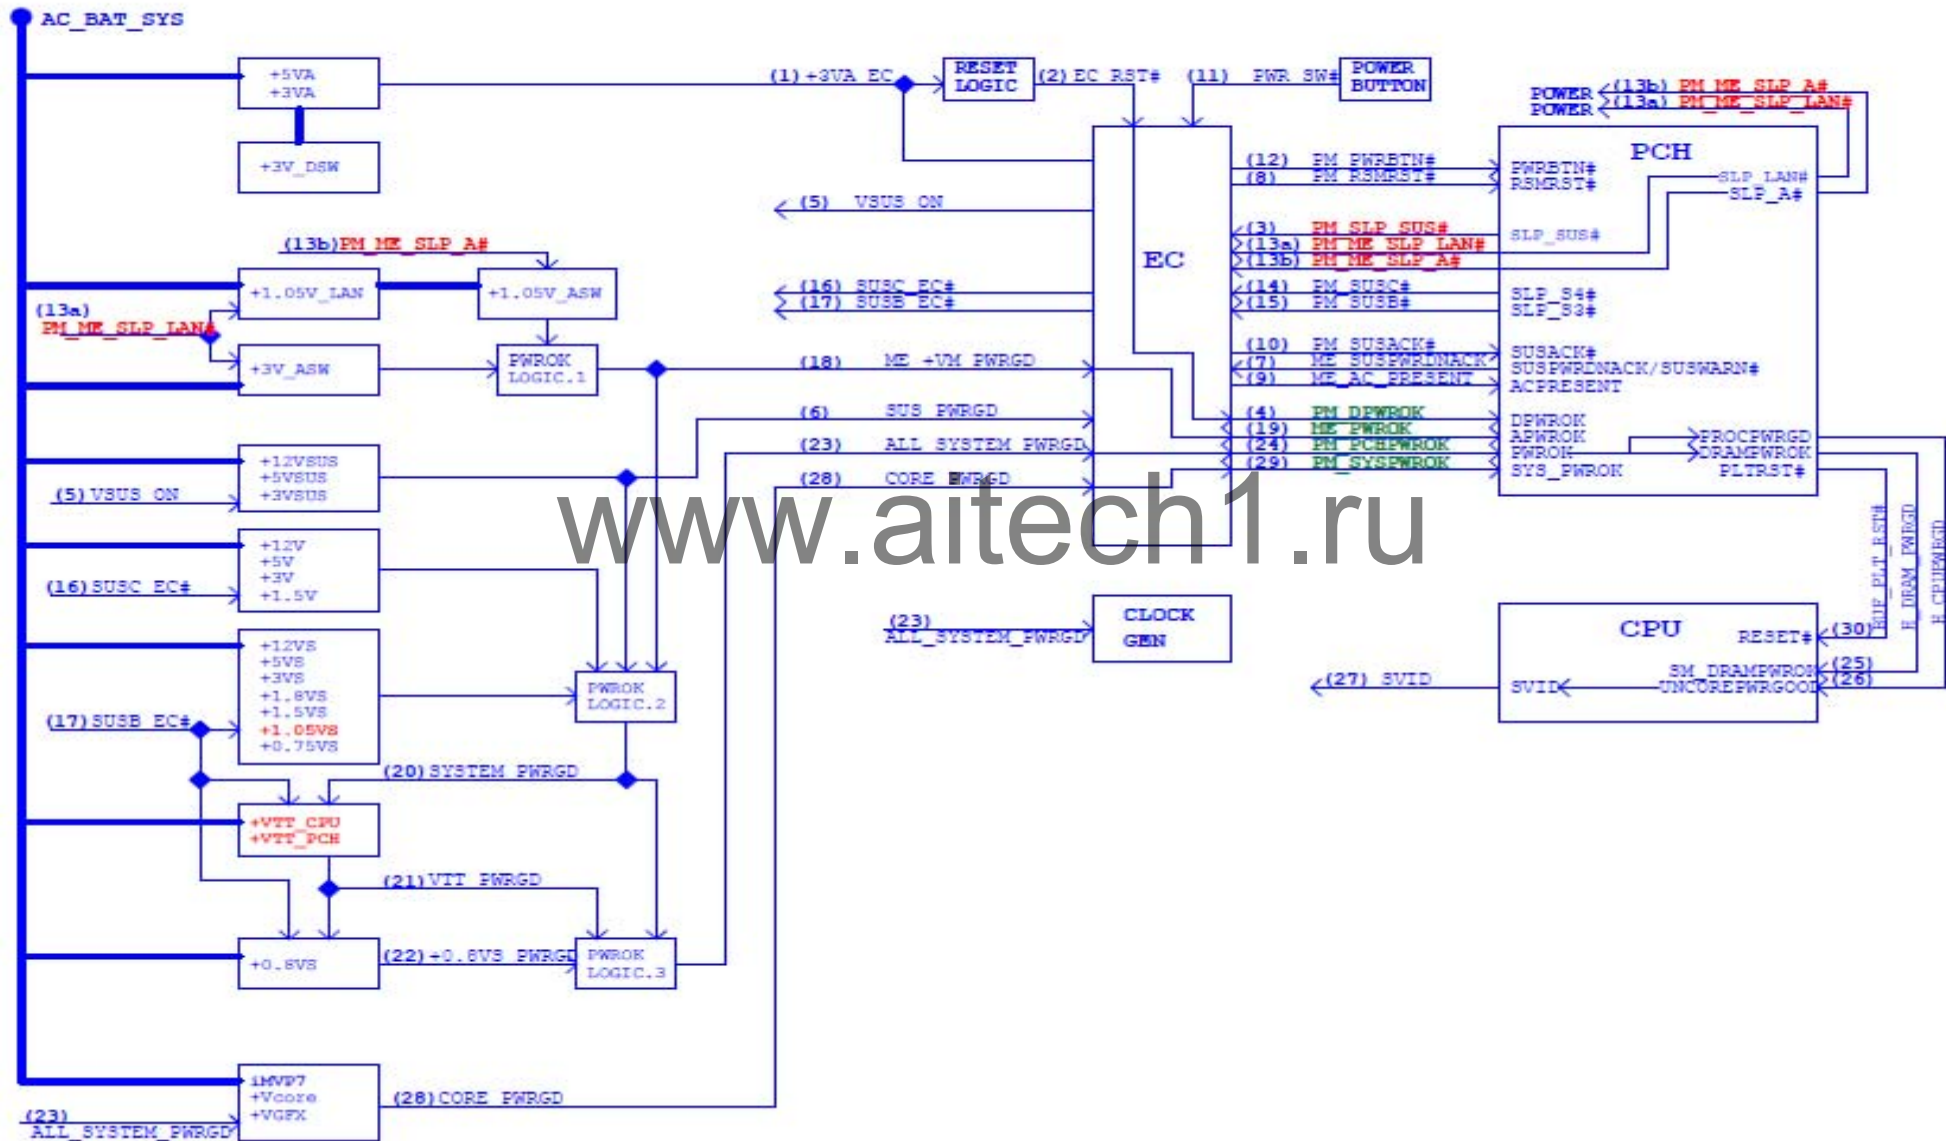 AC_BAT_SYS
+5VA
+3VA
+3V_DSW
(1) +3VA_EC
RESET
LOGIC
(2) EC_RST#
(11) PWR_SW#
POWER
BUTTON
POWER
(13b) PM_ME_SLP_A#
POWER
(13a) PM_ME_SLP_LAN#
EC
PCH
(12) PM_PWRBTN#
PWRBTN#
(8) PM_RSMRST#
RSMRST#
SLP_LAN#
SLP_A#
(5) VSUS_ON
(3) PM_SLP_SUS#
SLP_SUS#
(13a) PM_ME_SLP_LAN#
(13b) PM_ME_SLP_A#
(13b) PM_ME_SLP_A#
+1.05V_LAN
+1.05V_ASW
(13a)
PM_ME_SLP_LAN#
+3V_ASW
PWROK
LOGIC.1
(16) SUSC_EC#
(17) SUSB_EC#
(14) PM_SUSC#
SLP_S4#
(15) PM_SUSB#
SLP_S3#
(10) PM_SUSACK#
SUSACK#
(7) ME_SUSPWRDNACK
SUSPWRDNACK/SUSWARN#
(9) ME_AC_PRESENT
ACPRESENT
(18) ME_+VM_PWRGD
(6) SUS_PWRGD
(23) ALL_SYSTEM_PWRGD
(28) CORE_PWRGD
(4) PM_DPWROK
DPWROK
(19) ME_PWROK
APWROK
(24) PM_PCHPWROK
PWROK
(29) PM_SYSPWROK
SYS_PWROK
PROCPWRGD
DRAMPWROK
PLTRST#
+12VSUS
+5VSUS
+3VSUS
(5) VSUS_ON
www.aitech1.ru
+12V
+5V
+3V
+1.5V
(16) SUSC_EC#
+12VS
+5VS
+3VS
+1.8VS
+1.5VS
+1.05VS
+0.75VS
(17) SUSB_EC#
PWROK
LOGIC.2
(20) SYSTEM_PWRGD
+VTT_CPU
+VTT_PCH
(21) VTT_PWRGD
+0.8VS
(22) +0.8VS_PWRGD
PWROK
LOGIC.3
iMVP7
+Vcore
+VGFX
(23)
ALL_SYSTEM_PWRGD
(28) CORE_PWRGD
(23)
ALL_SYSTEM_PWRGD
CLOCK
GEN
BUF_PLT_RST#
H_DRAM_PWRGD
H_CPUPWRGD
CPU
RESET#
(30)
SM_DRAMPWROK
(25)
UNCOREPWRGOOD
(26)
SVID
(27) SVID